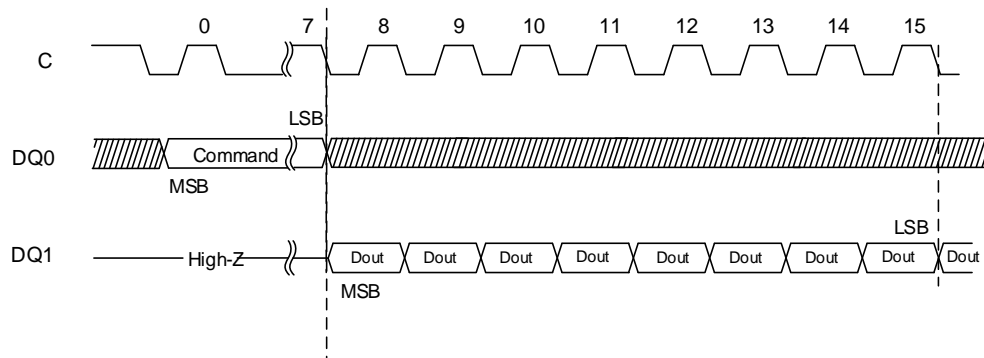 0 7 8 9 10 11 12 13 14 15
C
LSB
DQ0 Command
MSB
LSB
DQ1 High-Z Dout Dout Dout Dout Dout Dout Dout Dout Dout
MSB